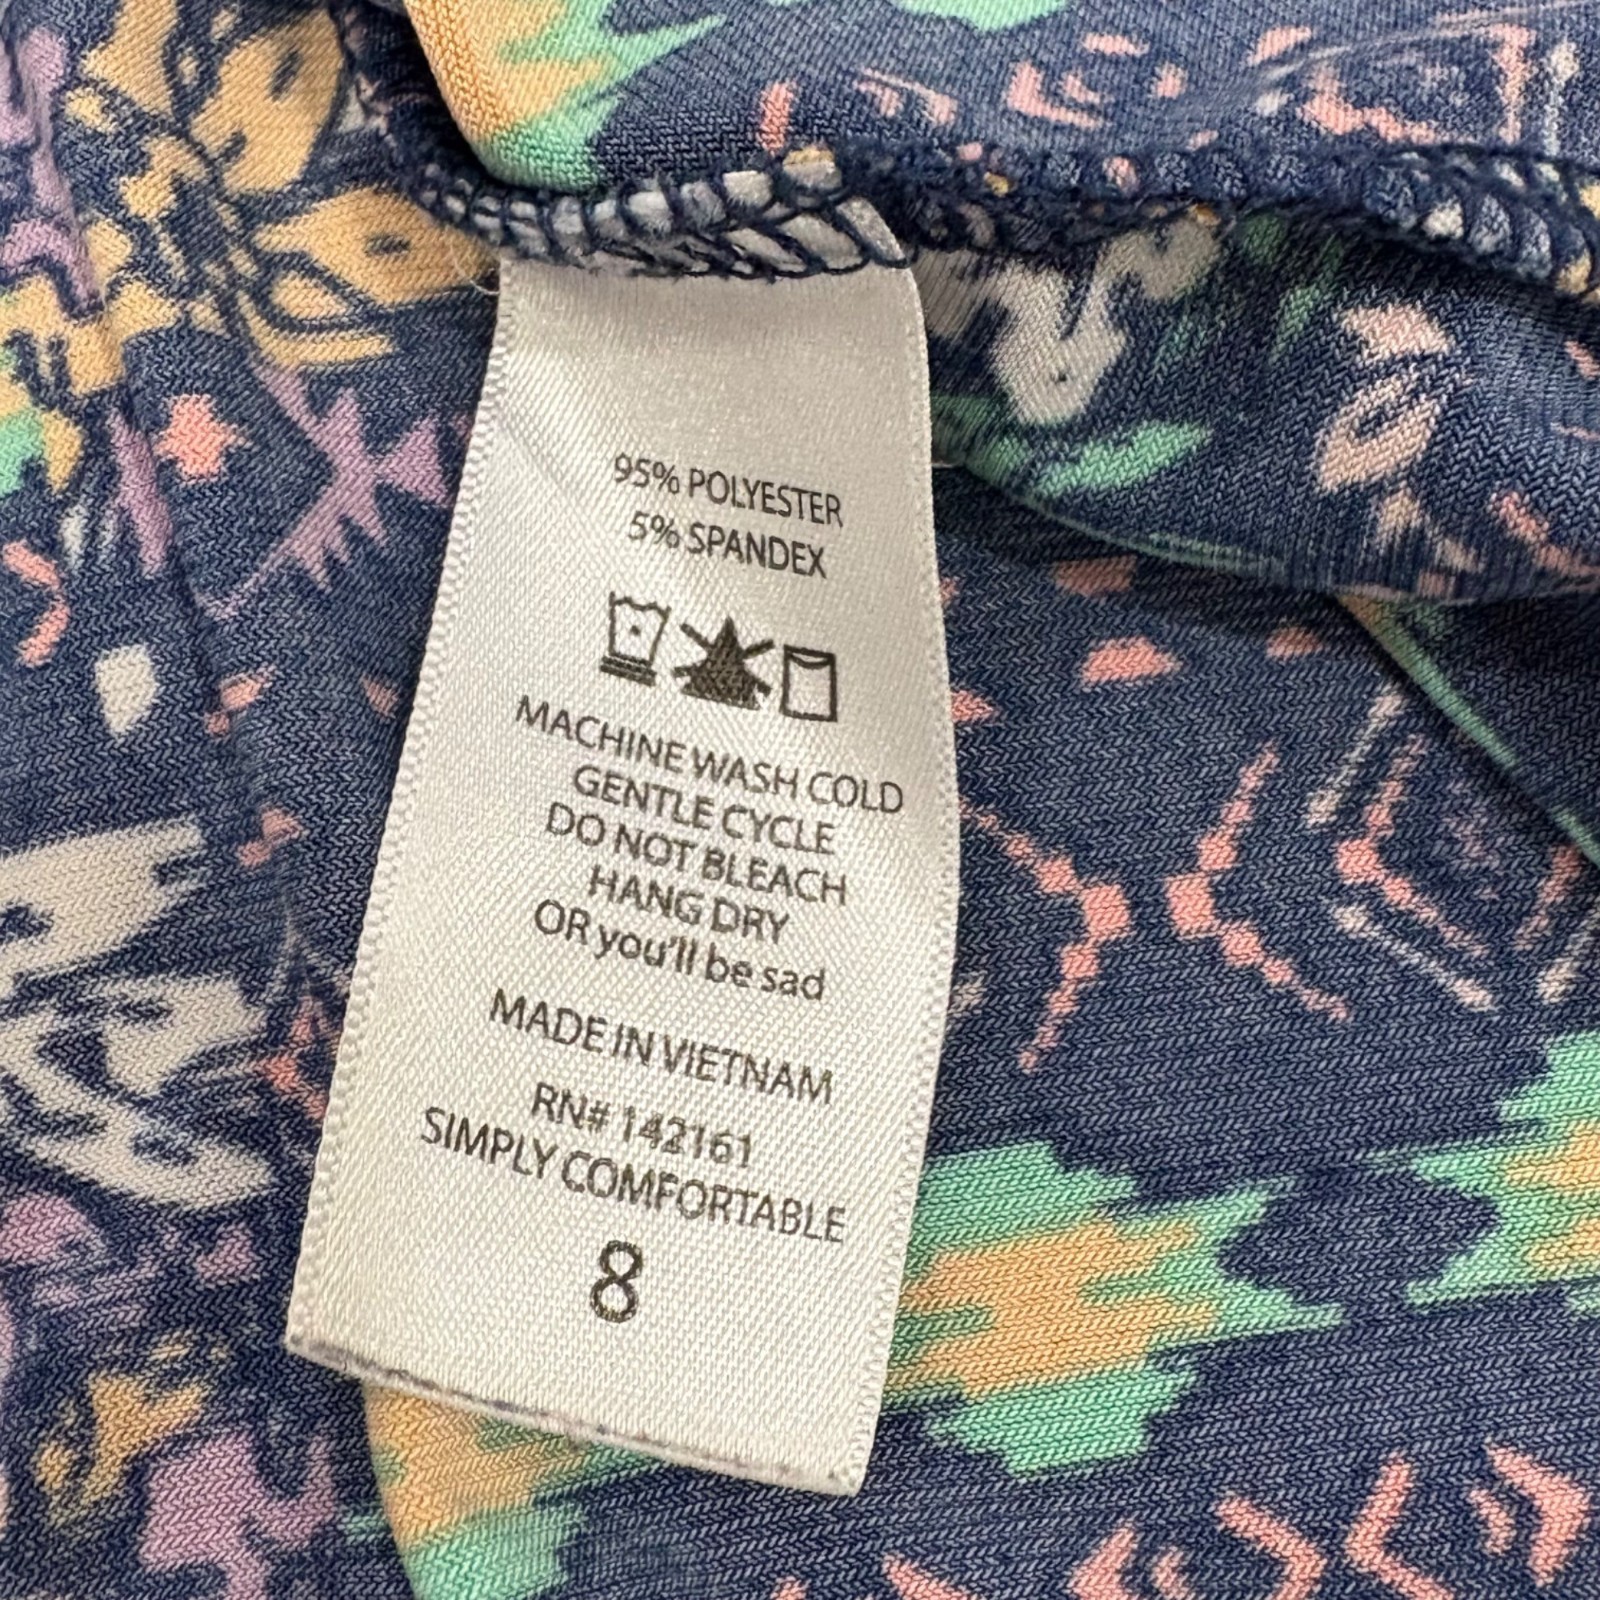 95% POLYESTER
5% SPANDEX
MACHINE WASH COLD
GENTLE CYCLE
DO NOT BLEACH
HANG DRY
OR you'll be sad
MADE IN VIETNAM
RN# 142161
SIMPLY COMFORTABLE
8